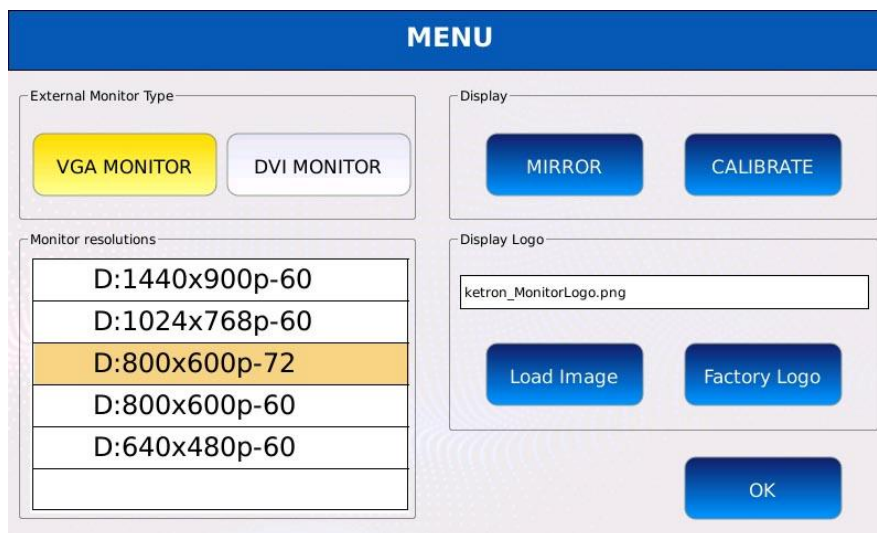 MENU
External Monitor Type
VGA MONITOR
DVI MONITOR
Monitor resolutions
D:1440x900p-60
D:1024x768p-60
D:800x600p-72
D:800x600p-60
D:640x480p-60
Display
MIRROR
CALIBRATE
Display Logo
ketron_MonitorLogo.png
Load Image
Factory Logo
OK